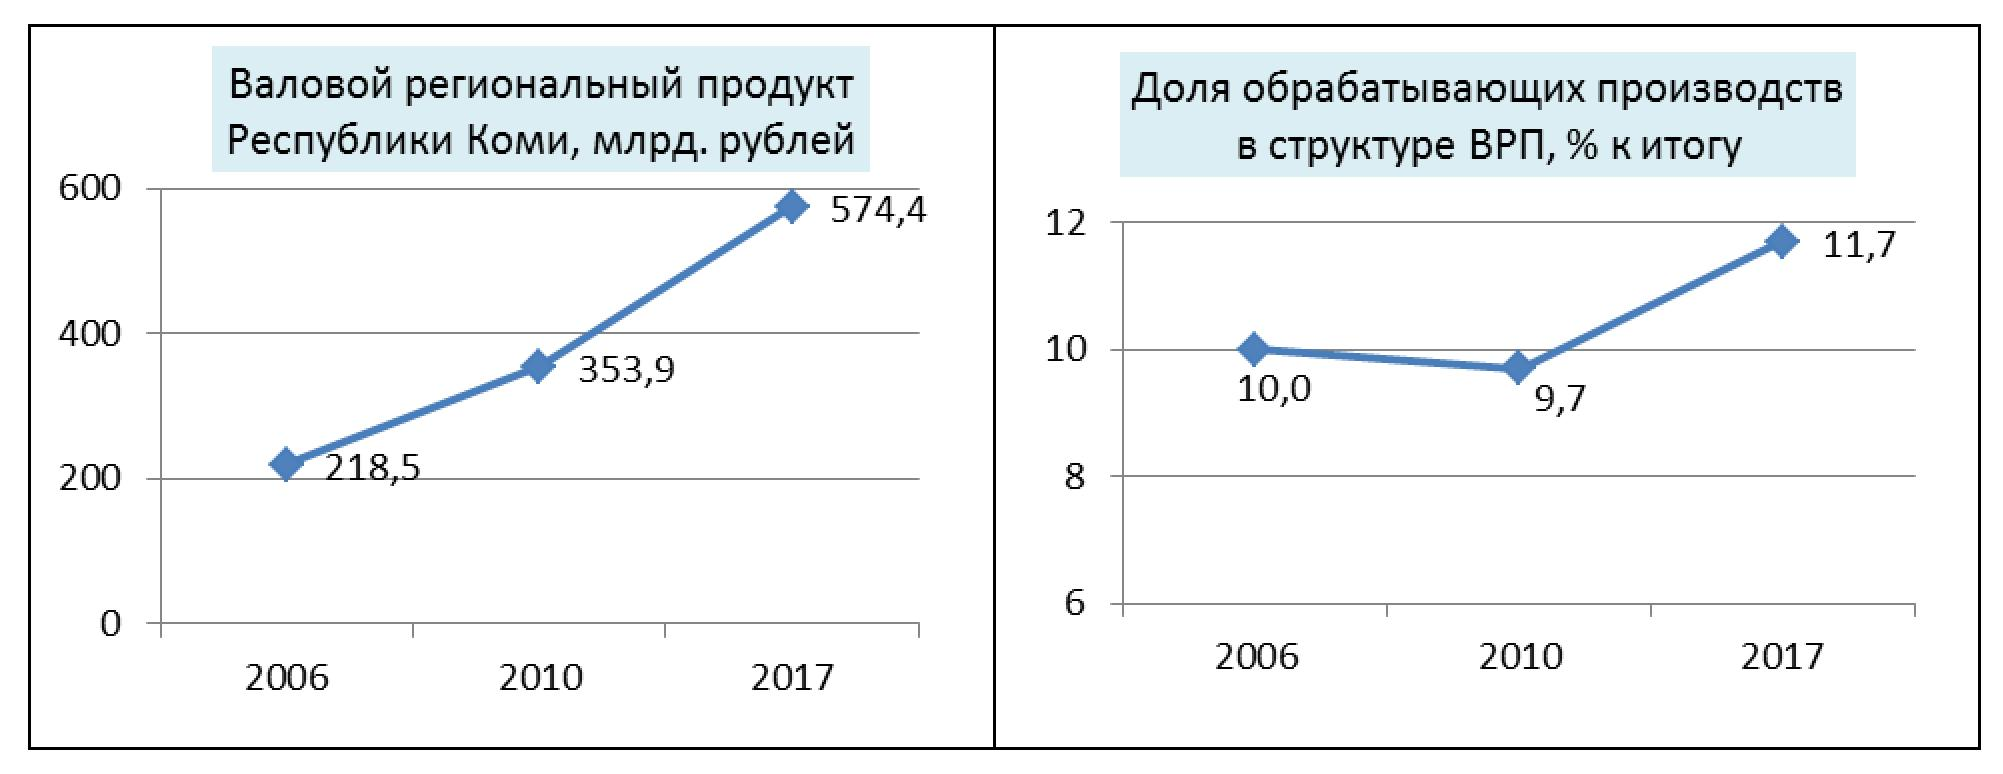 Валовой региональный продукт
Республики Коми, млрд. рублей
600
400
200
0
574,4
353,9
218,5
2006 2010 2017
Доля обрабатывающих производств
в структуре ВРП, % к итогу
12
10
8
6
11,7
10,0
9,7
2006 2010 2017